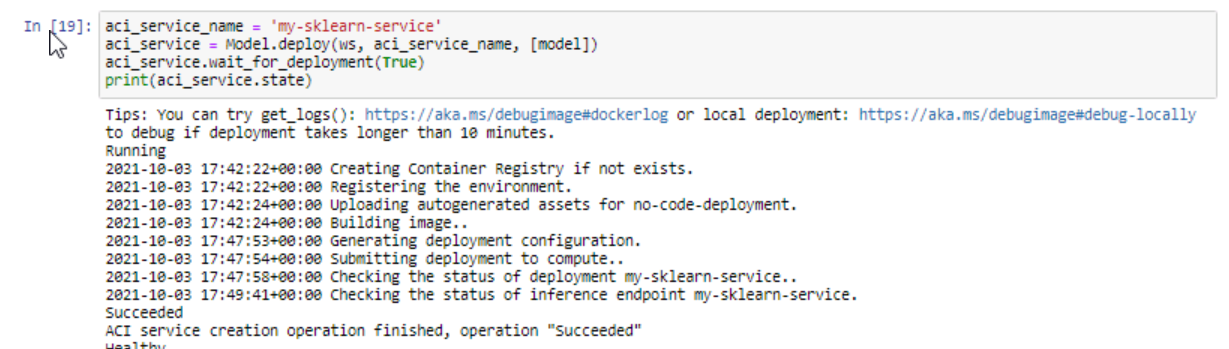 In [19]: aci_service_name = 'my-sklearn-service'
aci_service = Model.deploy(ws, aci_service_name, [model])
aci_service.wait_for_deployment(True)
print(aci_service.state)
Tips: You can try get_logs(): https://aka.ms/debugimage#dockerlog or local deployment: https://aka.ms/debugimage#debug-locally
to debug if deployment takes longer than 10 minutes.
Running
2021-10-03 17:42:22+00:00 Creating Container Registry if not exists.
2021-10-03 17:42:22+00:00 Registering the environment.
2021-10-03 17:42:24+00:00 Uploading autogenerated assets for no-code-deployment.
2021-10-03 17:42:24+00:00 Building image..
2021-10-03 17:47:53+00:00 Generating deployment configuration.
2021-10-03 17:47:54+00:00 Submitting deployment to compute..
2021-10-03 17:47:58+00:00 Checking the status of deployment my-sklearn-service..
2021-10-03 17:49:41+00:00 Checking the status of inference endpoint my-sklearn-service.
Succeeded
ACI service creation operation finished, operation "Succeeded"
Healthy